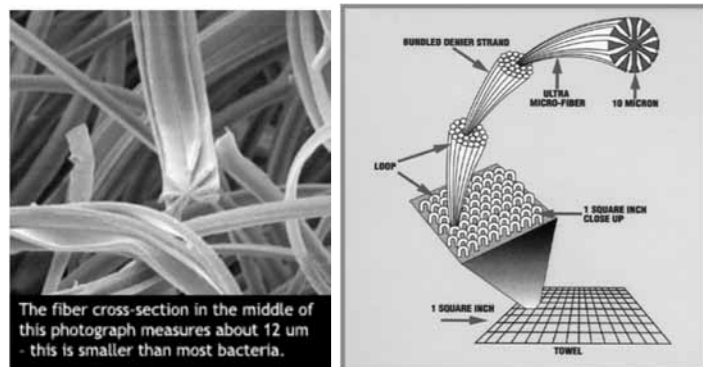 The fiber cross-section in the middle of
this photograph measures about 12 um
- this is smaller than most bacteria.
BUNDLED DENIER STRAND
ULTRA
MICRO-FIBER
10 MICRON
LOOP
1 SQUARE INCH
CLOSE UP
1 SQUARE INCH
TOWEL